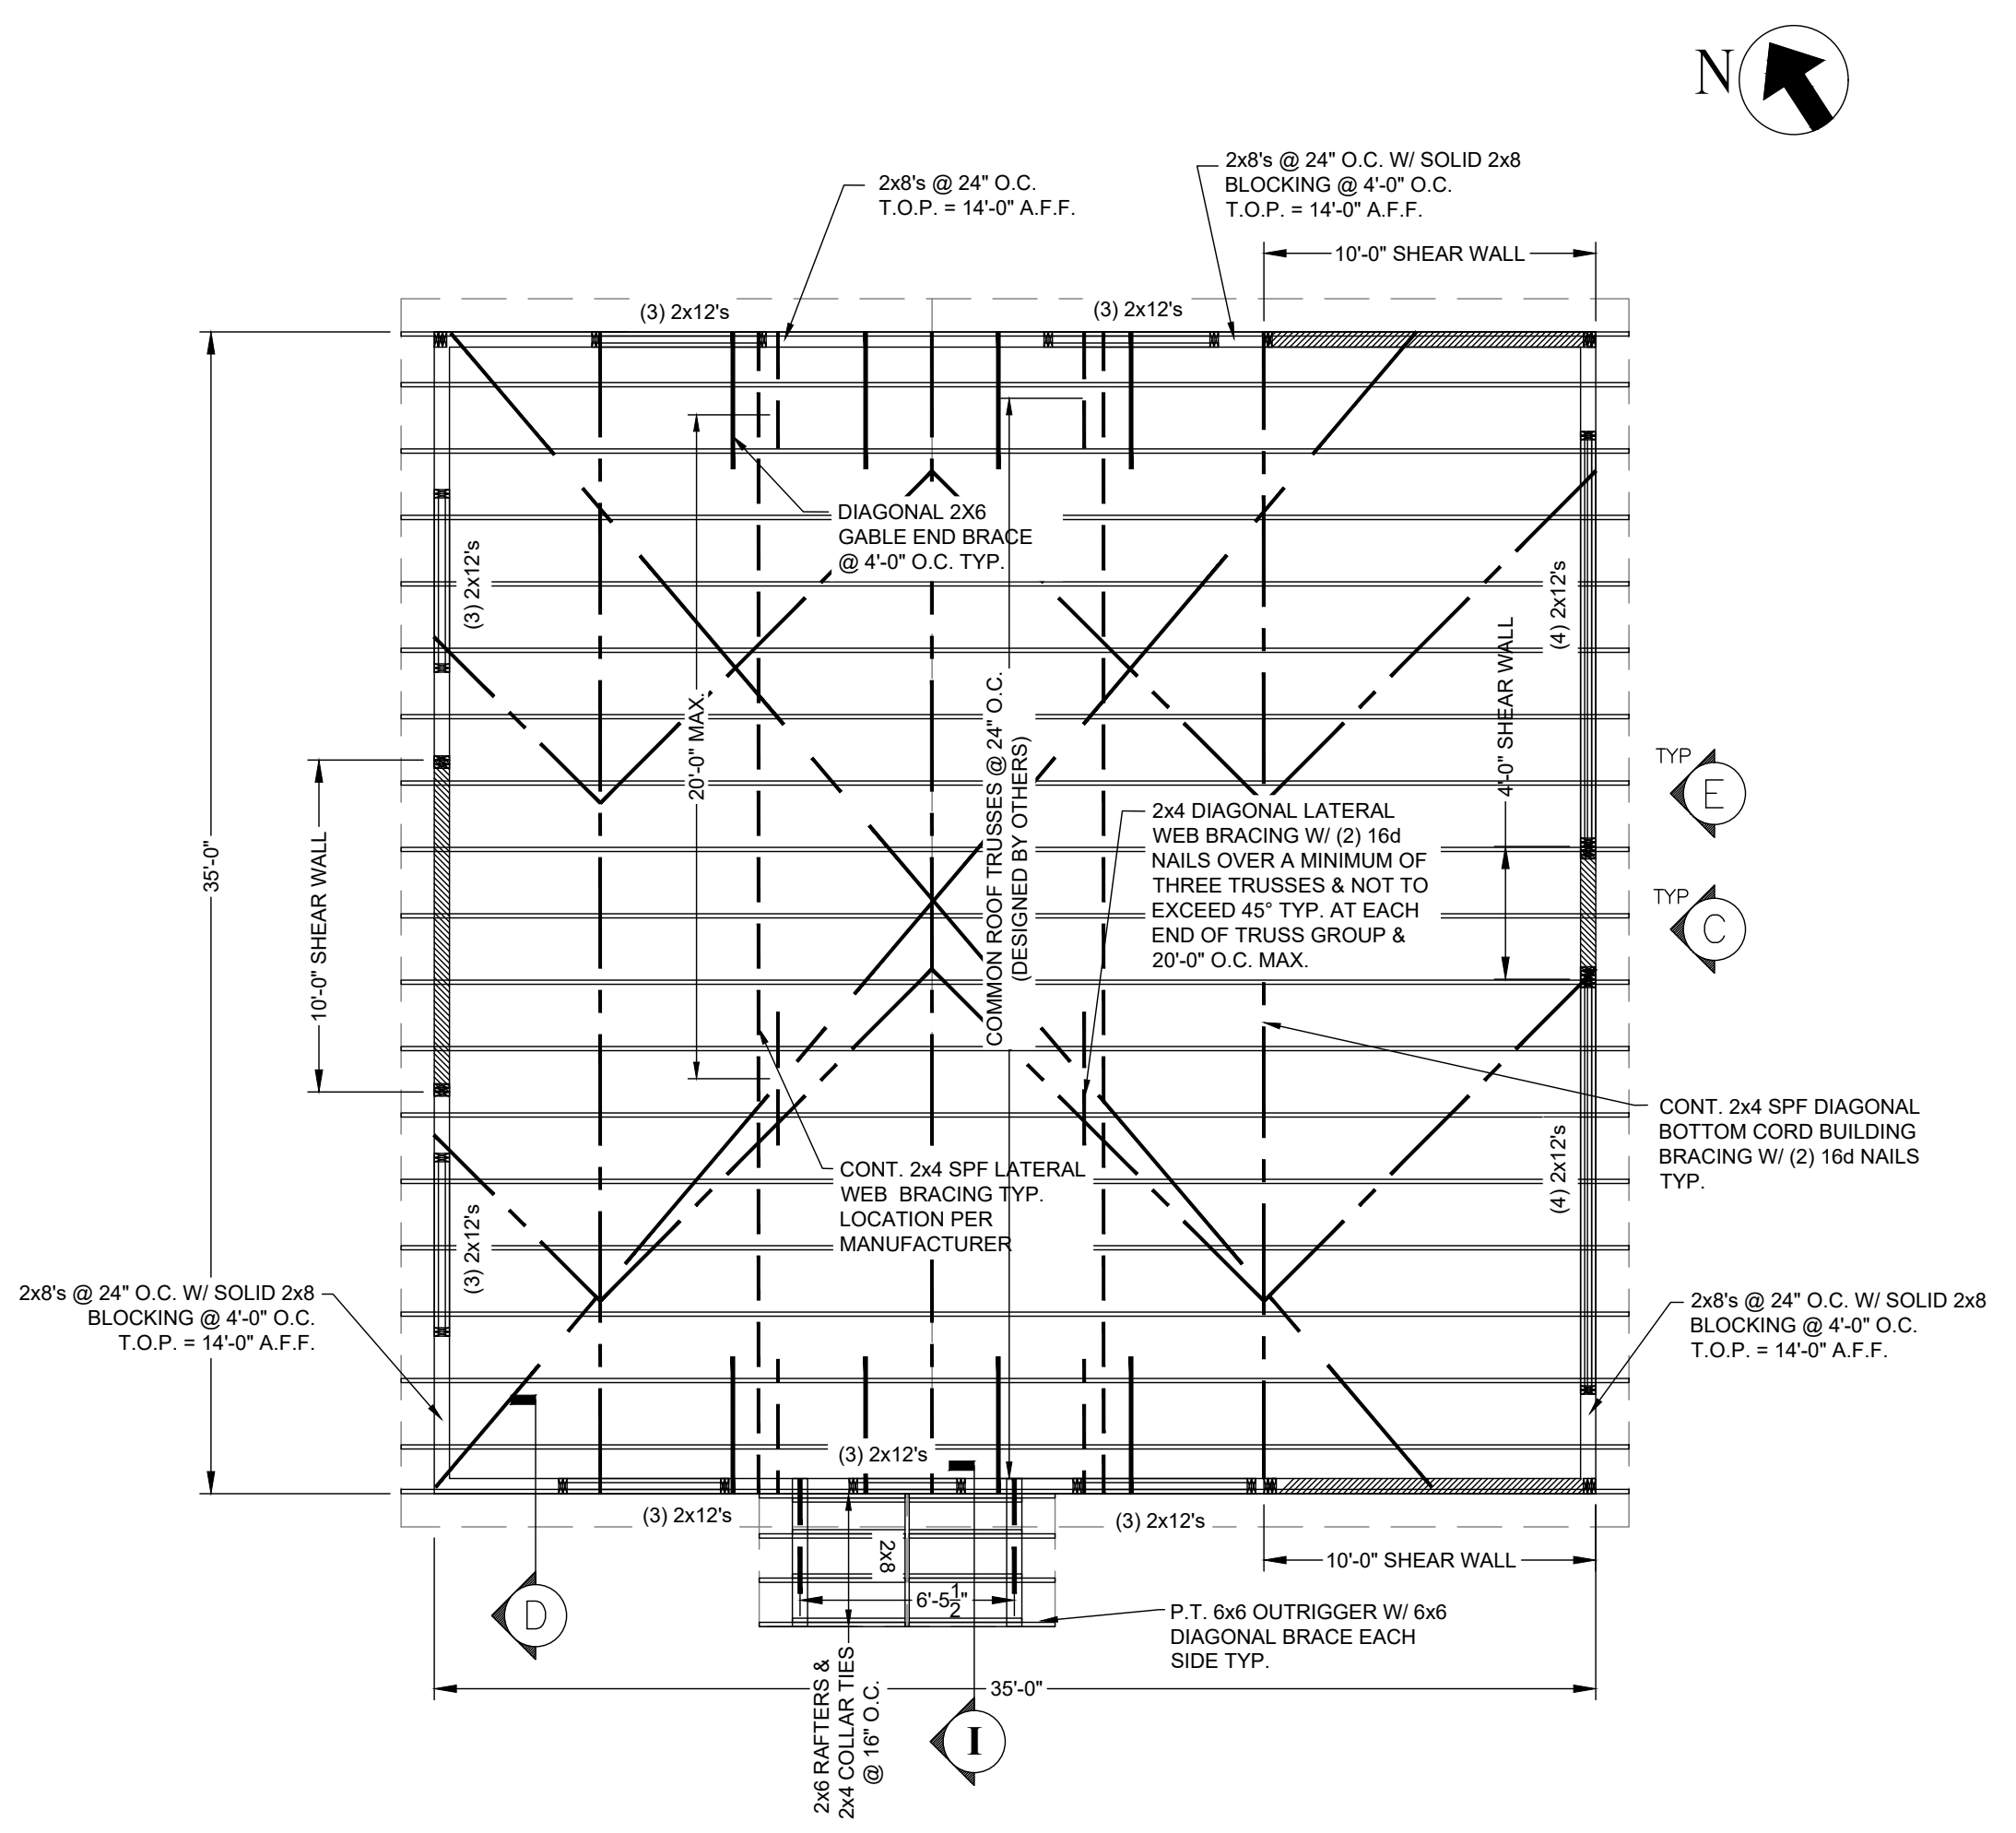 N
2x8's @ 24" O.C.
T.O.P. = 14'-0" A.F.F.
2x8's @ 24" O.C. W/ SOLID 2x8
BLOCKING @ 4'-0" O.C.
T.O.P. = 14'-0" A.F.F.
10'-0" SHEAR WALL
(3) 2x12's
(3) 2x12's
DIAGONAL 2X6
GABLE END BRACE
@ 4'-0" O.C. TYP.
(3) 2x12's
(4) 2x12's
20'-0" MAX.
COMMON ROOF TRUSSES @ 24" O.C.
(DESIGNED BY OTHERS)
4'-0" SHEAR WALL
35'-0"
10'-0" SHEAR WALL
TYP
E
TYP
C
2x4 DIAGONAL LATERAL
WEB BRACING W/ (2) 16d
NAILS OVER A MINIMUM OF
THREE TRUSSES & NOT TO
EXCEED 45° TYP. AT EACH
END OF TRUSS GROUP &
20'-0" O.C. MAX.
CONT. 2x4 SPF DIAGONAL
BOTTOM CORD BUILDING
BRACING W/ (2) 16d NAILS
TYP.
CONT. 2x4 SPF LATERAL
WEB BRACING TYP.
LOCATION PER
MANUFACTURER
(3) 2x12's
(4) 2x12's
2x8's @ 24" O.C. W/ SOLID 2x8
BLOCKING @ 4'-0" O.C.
T.O.P. = 14'-0" A.F.F.
2x8's @ 24" O.C. W/ SOLID 2x8
BLOCKING @ 4'-0" O.C.
T.O.P. = 14'-0" A.F.F.
(3) 2x12's
(3) 2x12's
(3) 2x12's
2x8
10'-0" SHEAR WALL
6'-5 1/2"
D
P.T. 6x6 OUTRIGGER W/ 6x6
DIAGONAL BRACE EACH
SIDE TYP.
2x6 RAFTERS &
2x4 COLLAR TIES
@ 16" O.C.
35'-0"
I